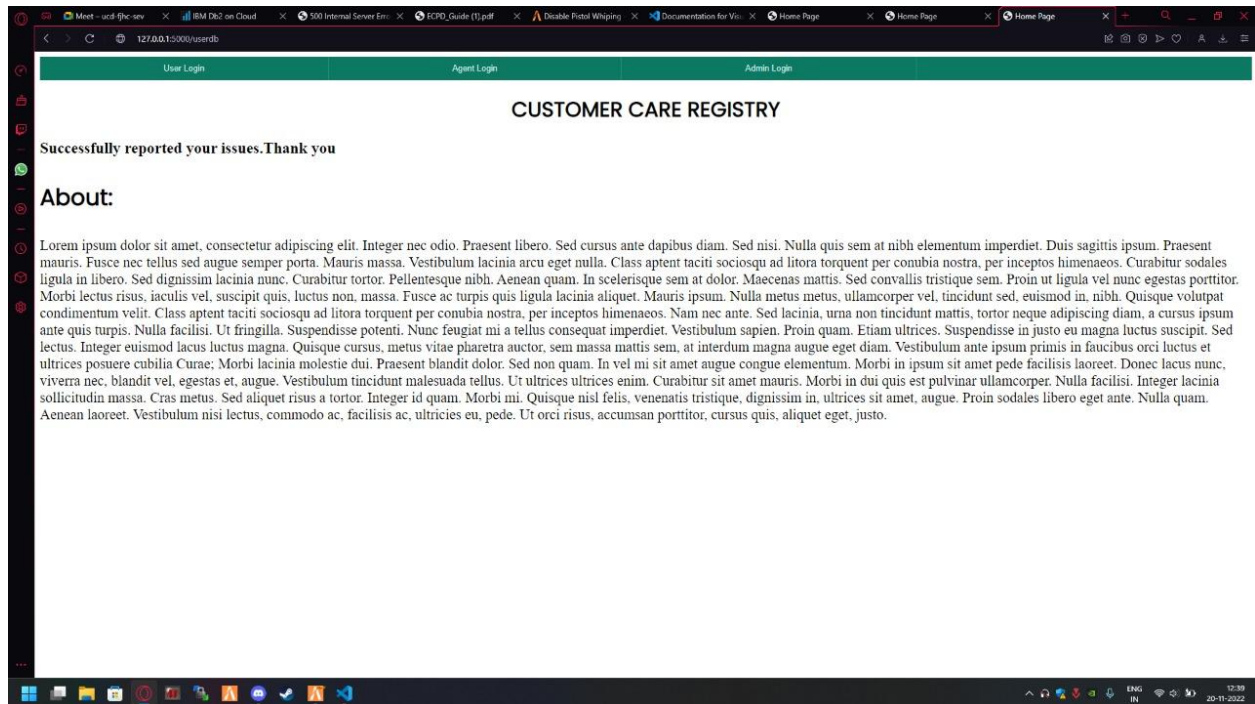 Meet – ucd-fjhc-sev
IBM Db2 on Cloud
500 Internal Server Erro
ECPD_Guide (1).pdf
Disable Pistol Whiping
Documentation for Visu
Home Page
Home Page
Home Page
127.0.0.1:5000/userdb
User Login
Agent Login
Admin Login
CUSTOMER CARE REGISTRY
Successfully reported your issues.Thank you
About:
Lorem ipsum dolor sit amet, consectetur adipiscing elit. Integer nec odio. Praesent libero. Sed cursus ante dapibus diam. Sed nisi. Nulla quis sem at nibh elementum imperdiet. Duis sagittis ipsum. Praesent
mauris. Fusce nec tellus sed augue semper porta. Mauris massa. Vestibulum lacinia arcu eget nulla. Class aptent taciti sociosqu ad litora torquent per conubia nostra, per inceptos himenaeos. Curabitur sodales
ligula in libero. Sed dignissim lacinia nunc. Curabitur tortor. Pellentesque nibh. Aenean quam. In scelerisque sem at dolor. Maecenas mattis. Sed convallis tristique sem. Proin ut ligula vel nunc egestas porttitor.
Morbi lectus risus, iaculis vel, suscipit quis, luctus non, massa. Fusce ac turpis quis ligula lacinia aliquet. Mauris ipsum. Nulla metus metus, ullamcorper vel, tincidunt sed, euismod in, nibh. Quisque volutpat
condimentum velit. Class aptent taciti sociosqu ad litora torquent per conubia nostra, per inceptos himenaeos. Nam nec ante. Sed lacinia, urna non tincidunt mattis, tortor neque adipiscing diam, a cursus ipsum
ante quis turpis. Nulla facilisi. Ut fringilla. Suspendisse potenti. Nunc feugiat mi a tellus consequat imperdiet. Vestibulum sapien. Proin quam. Etiam ultrices. Suspendisse in justo eu magna luctus suscipit. Sed
lectus. Integer euismod lacus luctus magna. Quisque cursus, metus vitae pharetra auctor, sem massa mattis sem, at interdum magna augue eget diam. Vestibulum ante ipsum primis in faucibus orci luctus et
ultrices posuere cubilia Curae; Morbi lacinia molestie dui. Praesent blandit dolor. Sed non quam. In vel mi sit amet augue congue elementum. Morbi in ipsum sit amet pede facilisis laoreet. Donec lacus nunc,
viverra nec, blandit vel, egestas et, augue. Vestibulum tincidunt malesuada tellus. Ut ultrices ultrices enim. Curabitur sit amet mauris. Morbi in dui quis est pulvinar ullamcorper. Nulla facilisi. Integer lacinia
sollicitudin massa. Cras metus. Sed aliquet risus a tortor. Integer id quam. Morbi mi. Quisque nisl felis, venenatis tristique, dignissim in, ultrices sit amet, augue. Proin sodales libero eget ante. Nulla quam.
Aenean laoreet. Vestibulum nisi lectus, commodo ac, facilisis ac, ultricies eu, pede. Ut orci risus, accumsan porttitor, cursus quis, aliquet eget, justo.
ENG
IN
12:39
20-11-2022